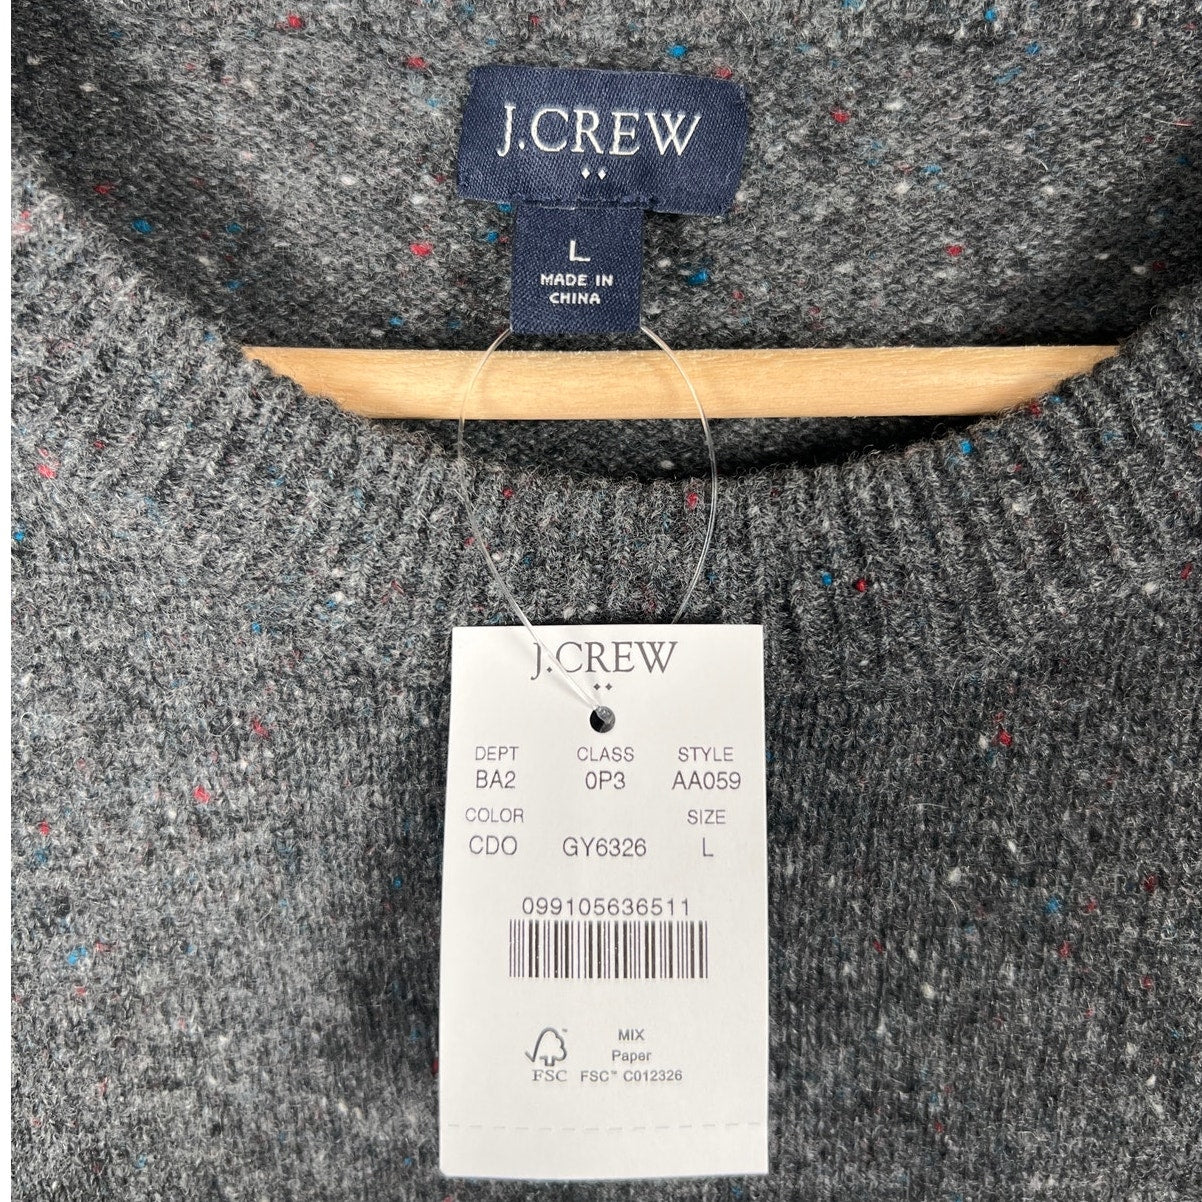 J.CREW
L
MADE IN
CHINA
J.CREW
DEPT CLASS STYLE
BA2 0P3 AA059
COLOR SIZE
CDO GY6326 L
099105636511
MIX
Paper
FSC FSC™ C012326